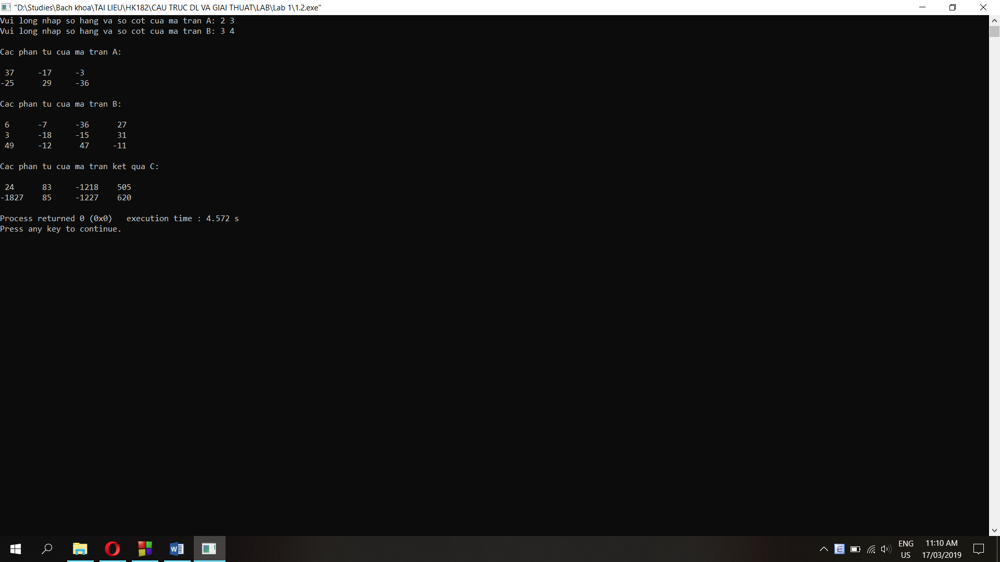 "D:\Studies\Bach khoa\TAI LIEU\HK182\CAU TRUC DL VA GIAI THUAT\LAB\Lab 1\1.2.exe"
Vui long nhap so hang va so cot cua ma tran A: 2 3
Vui long nhap so hang va so cot cua ma tran B: 3 4
Cac phan tu cua ma tran A:
37 -17 -3
-25 29 -36
Cac phan tu cua ma tran B:
6 -7 -36 27
3 -18 -15 31
49 -12 47 -11
Cac phan tu cua ma tran ket qua C:
24 83 -1218 505
-1827 85 -1227 620
Process returned 0 (0x0) execution time : 4.572 s
Press any key to continue.
ENG 11:10 AM
US 17/03/2019